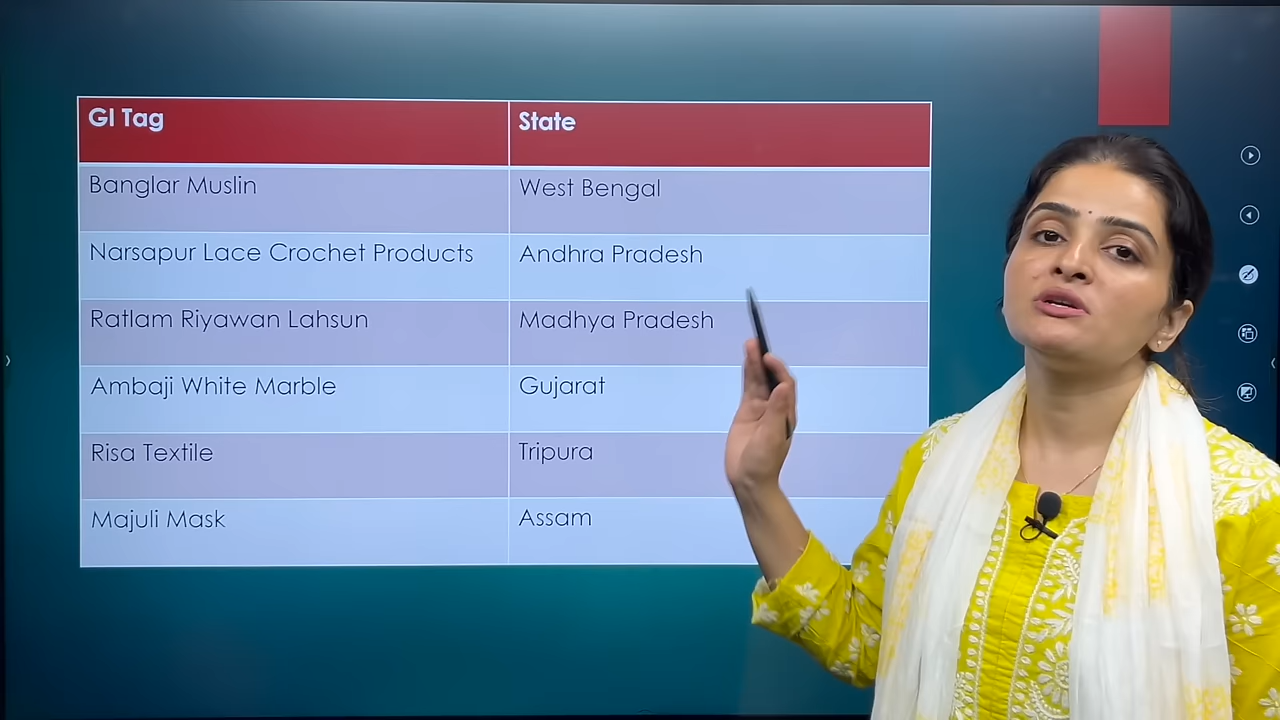 GI Tag State
Banglar Muslin West Bengal
Narsapur Lace Crochet Products Andhra Pradesh
Ratlam Riyawan Lahsun Madhya Pradesh
Ambaji White Marble Gujarat
Risa Textile Tripura
Majuli Mask Assam